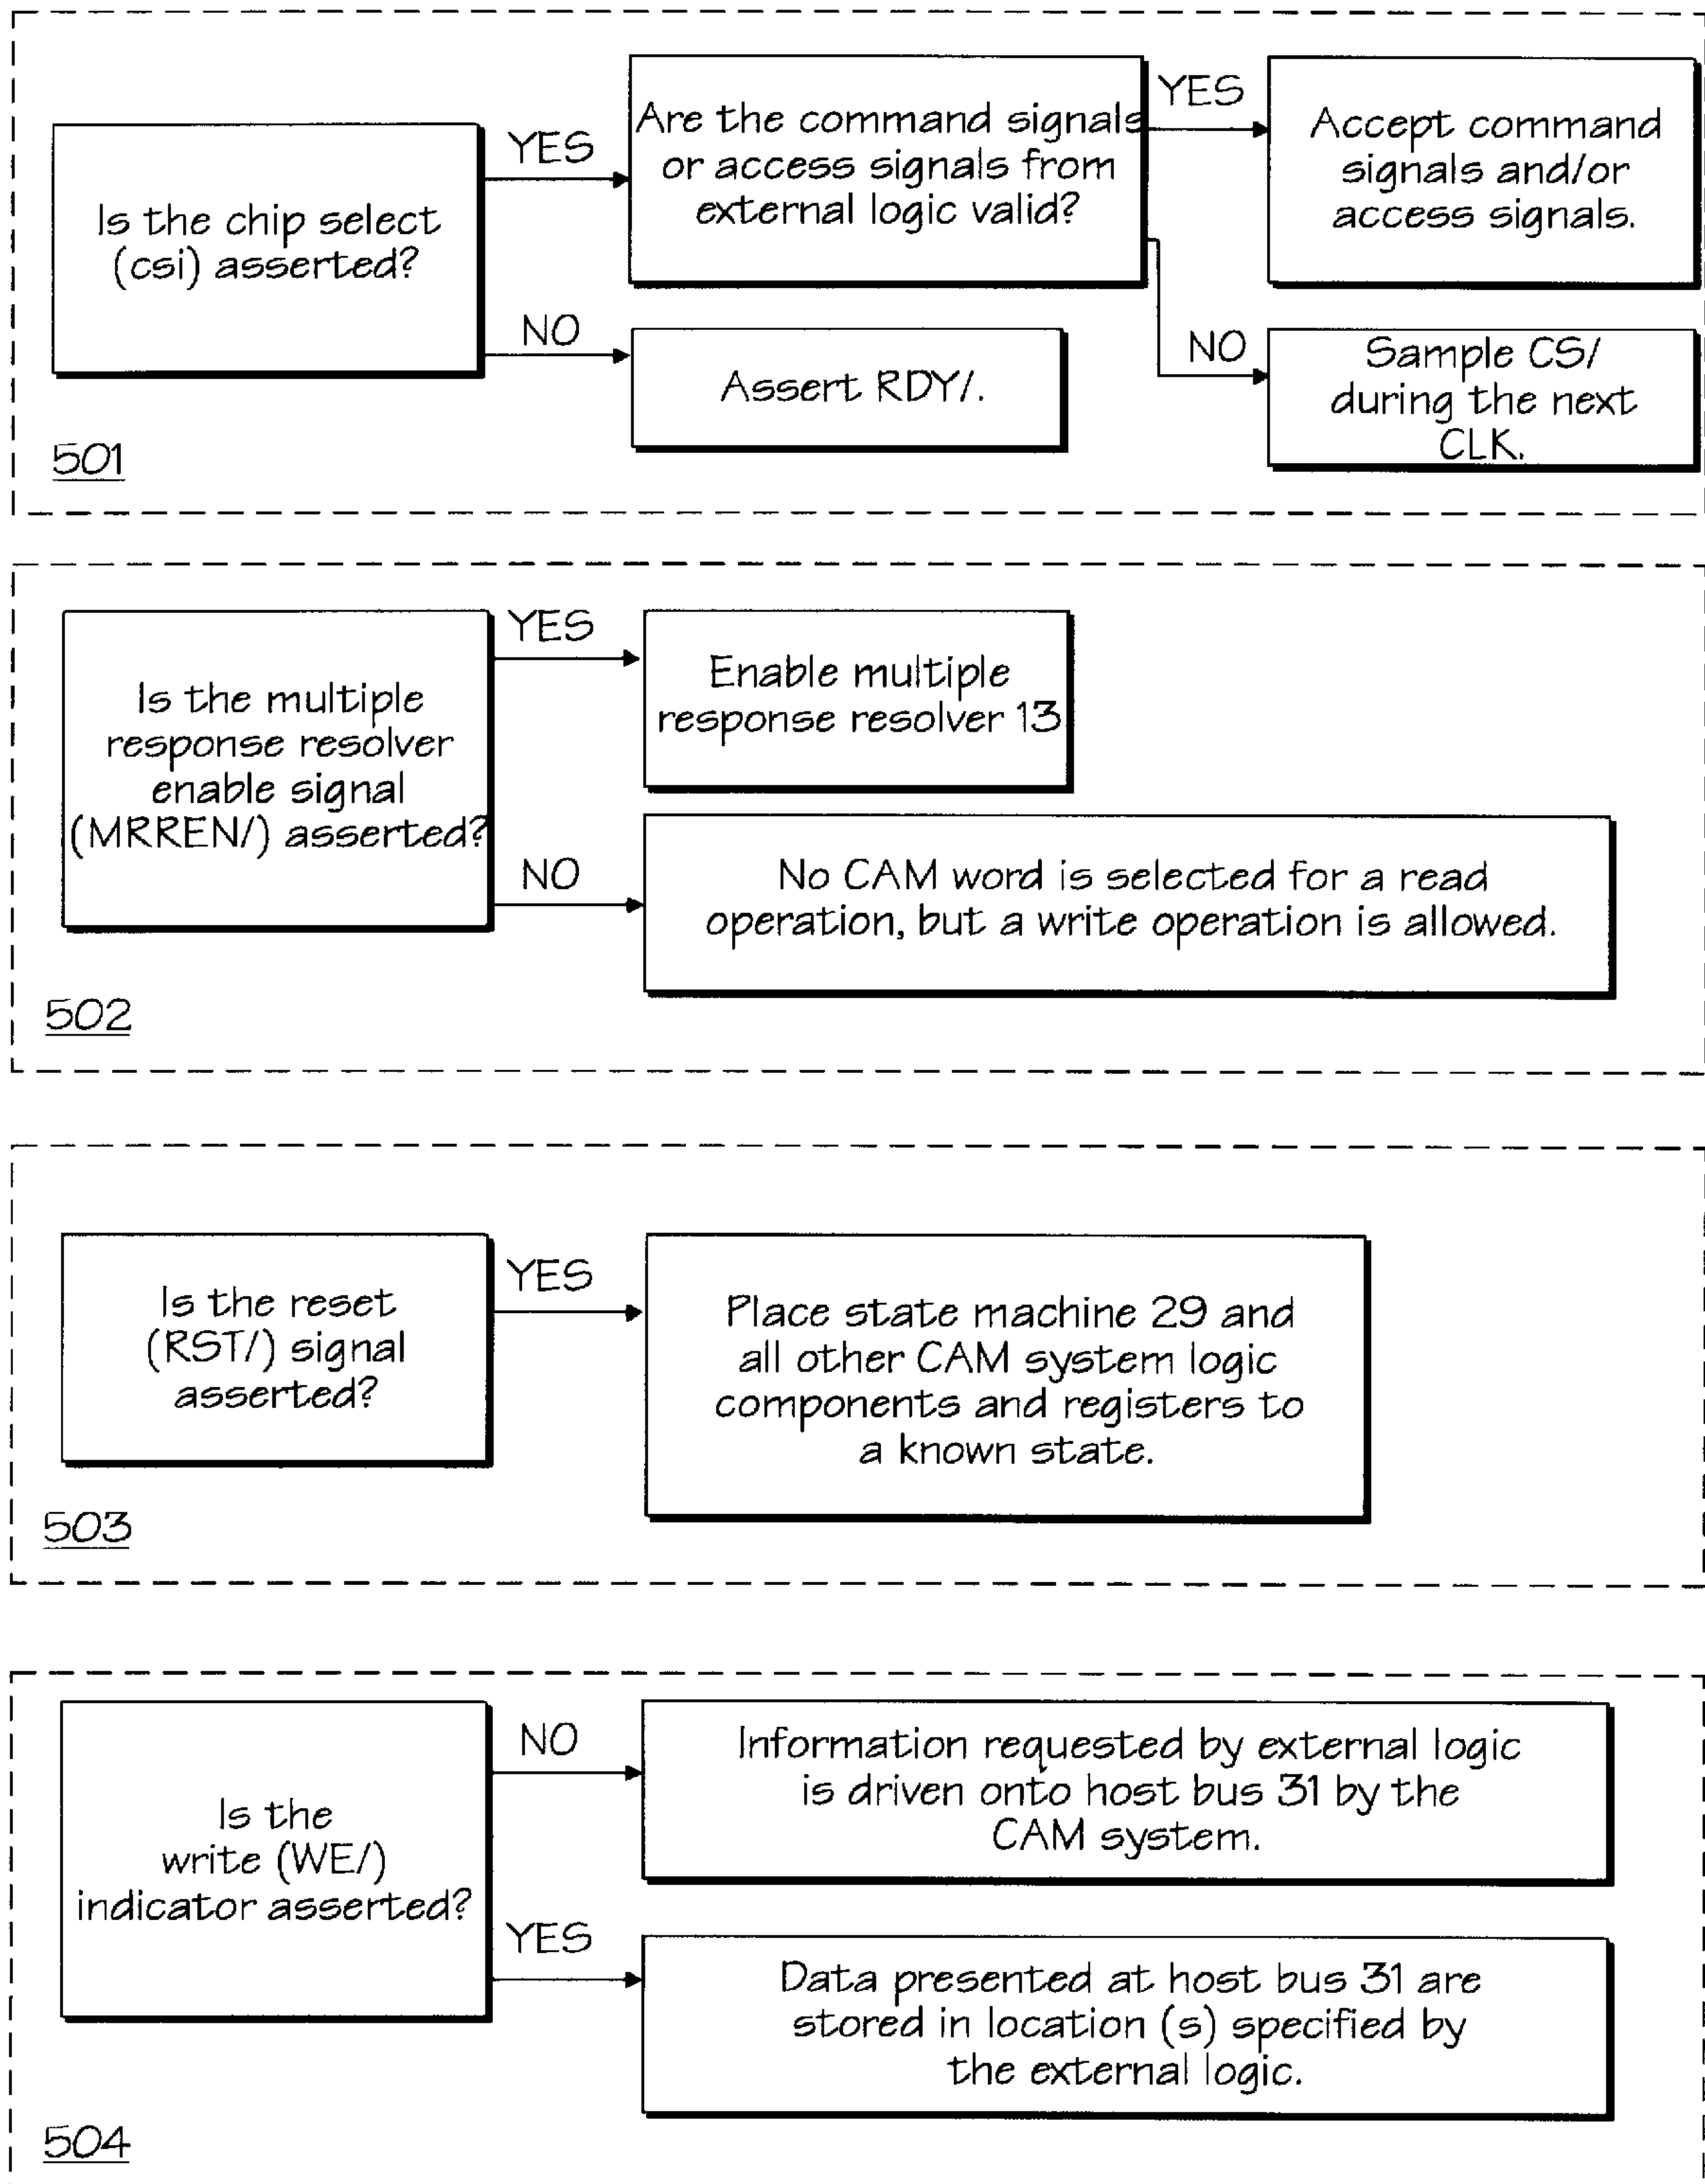 Is the chip select
(csi) asserted?
YES
Are the command signals
or access signals from
external logic valid?
YES
Accept command
signals and/or
access signals.
NO
Assert RDY/.
NO
Sample CS/
during the next
CLK.
501
Is the multiple
response resolver
enable signal
(MRREN/) asserted?
YES
Enable multiple
response resolver 13
NO
No CAM word is selected for a read
operation, but a write operation is allowed.
502
Is the reset
(RST/) signal
asserted?
YES
Place state machine 29 and
all other CAM system logic
components and registers to
a known state.
503
Is the
write (WE/)
indicator asserted?
NO
Information requested by external logic
is driven onto host bus 31 by the
CAM system.
YES
Data presented at host bus 31 are
stored in location (s) specified by
the external logic.
504